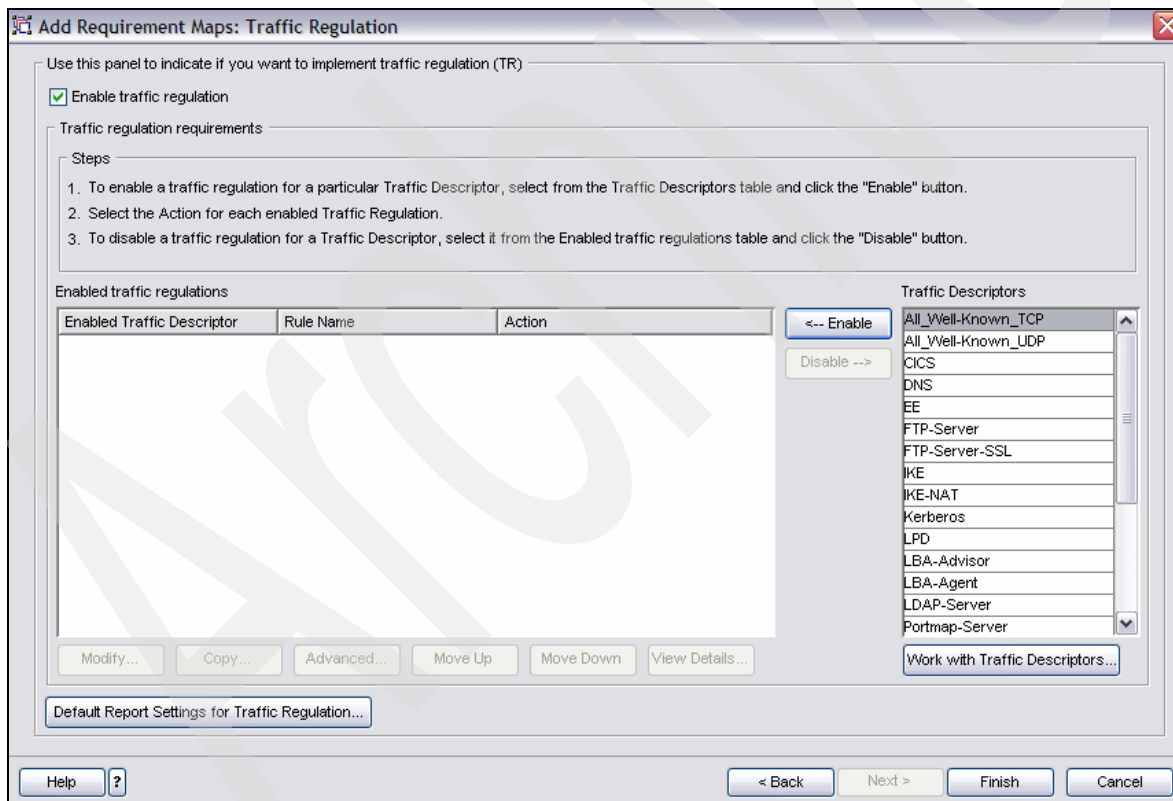 Add Requirement Maps: Traffic Regulation
Use this panel to indicate if you want to implement traffic regulation (TR)
Enable traffic regulation
Traffic regulation requirements
Steps
1. To enable a traffic regulation for a particular Traffic Descriptor, select from the Traffic Descriptors table and click the "Enable" button.
2. Select the Action for each enabled Traffic Regulation.
3. To disable a traffic regulation for a Traffic Descriptor, select it from the Enabled traffic regulations table and click the "Disable" button.
Enabled traffic regulations
Enabled Traffic Descriptor Rule Name Action
<-- Enable
Disable -->
Traffic Descriptors
All_Well-Known_TCP
All_Well-Known_UDP
CICS
DNS
EE
FTP-Server
FTP-Server-SSL
IKE
IKE-NAT
Kerberos
LPD
LBA-Advisor
LBA-Agent
LDAP-Server
Portmap-Server
Modify... Copy... Advanced... Move Up Move Down View Details...
Work with Traffic Descriptors...
Default Report Settings for Traffic Regulation...
Help ? < Back Next > Finish Cancel